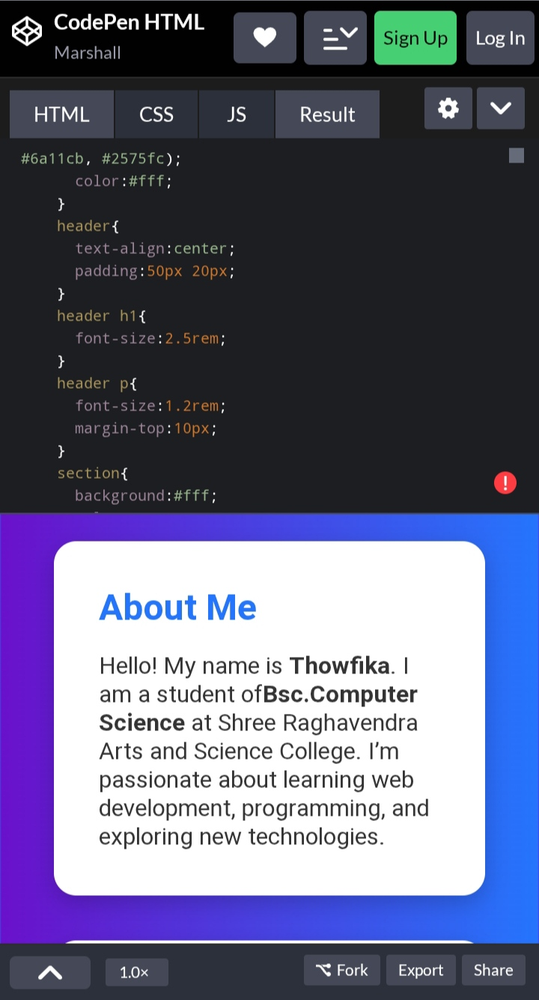 CodePen HTML
Marshall
Sign Up
Log In
HTML
CSS
JS
Result
#6a11cb, #2575fc);
color:#fff;
}
header{
text-align:center;
padding:50px 20px;
}
header h1{
font-size:2.5rem;
}
header p{
font-size:1.2rem;
margin-top:10px;
}
section{
background:#fff;
!
About Me
Hello! My name is Thowfika. I
am a student ofBsc.Computer
Science at Shree Raghavendra
Arts and Science College. I’m
passionate about learning web
development, programming, and
exploring new technologies.
1.0×
Fork
Export
Share